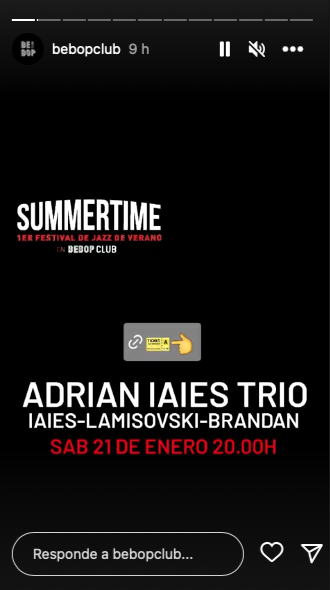 BE!
BOP
bebopclub 9 h
SUMMERTIME
1ER FESTIVAL DE JAZZ DE VERANO
EN BEBOP CLUB
ADRIAN IAIES TRIO
IAIES-LAMISOVSKI-BRANDAN
SAB 21 DE ENERO 20.00H
Responde a bebopclub...